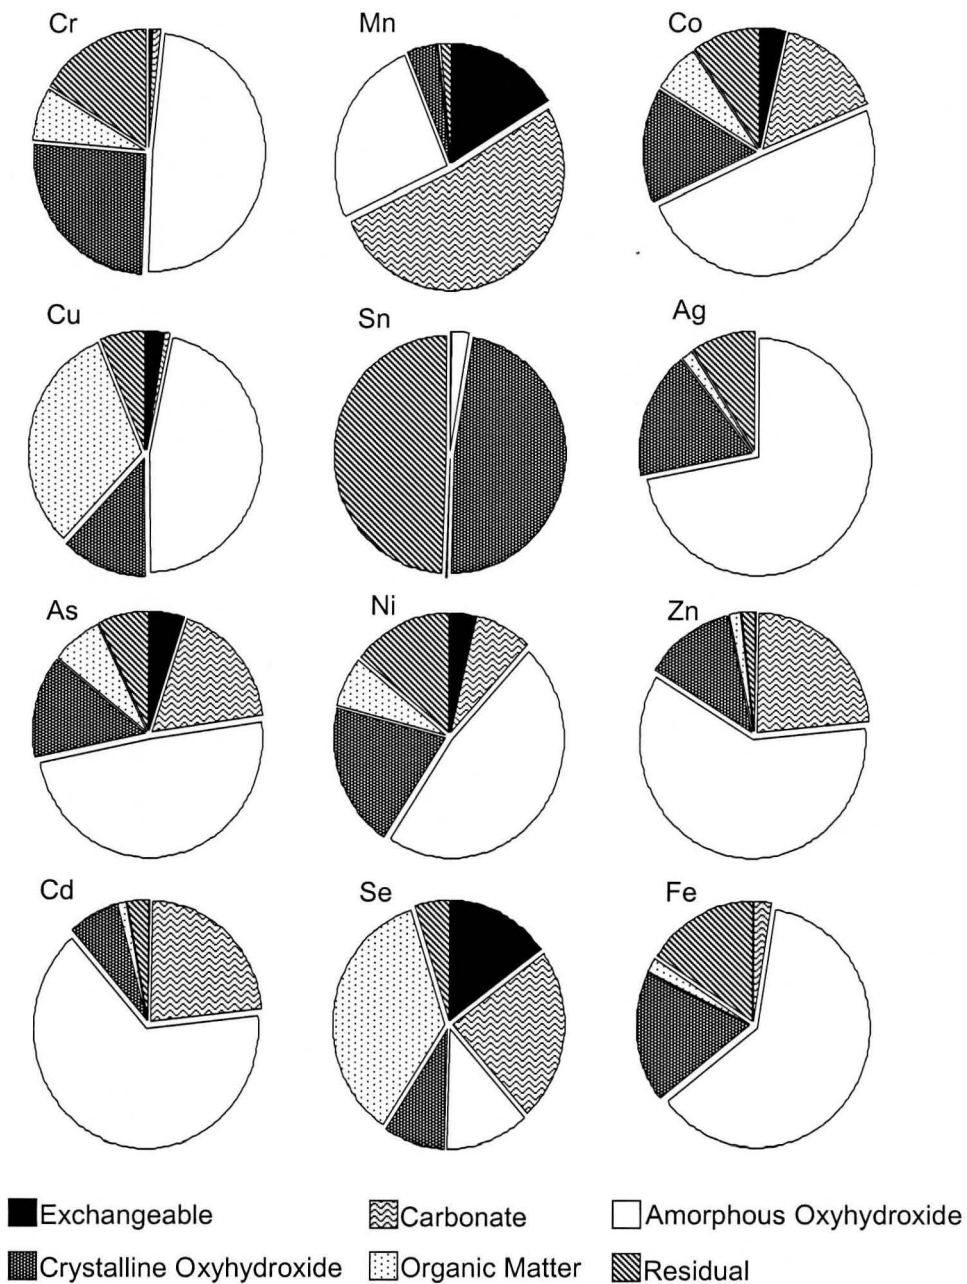 Cr Mn Co
Cu Sn Ag
As Ni Zn
Cd Se Fe
Exchangeable Carbonate Amorphous Oxyhydroxide
Crystalline Oxyhydroxide Organic Matter Residual